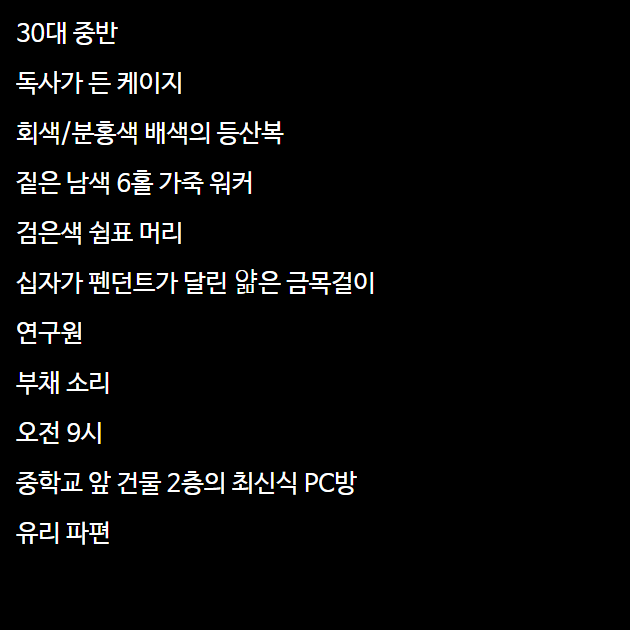 30대 중반
독사가 든 케이지
회색/분홍색 배색의 등산복
짙은 남색 6홀 가죽 워커
검은색 쉼표 머리
십자가 펜던트가 달린 얆은 금목걸이
연구원
부채 소리
오전 9시
중학교 앞 건물 2층의 최신식 PC방
유리 파편